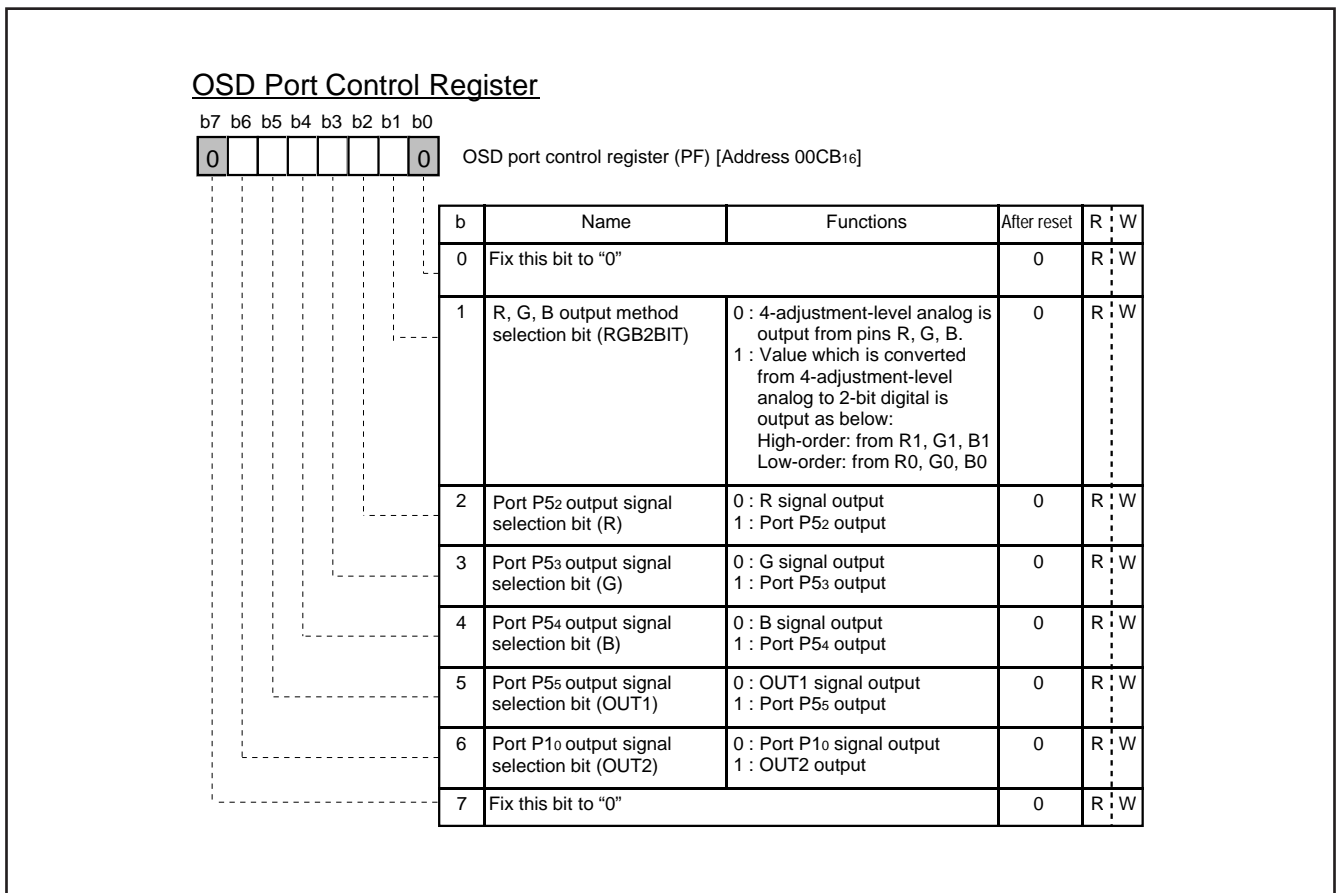 OSD Port Control Register
b7 b6 b5 b4 b3 b2 b1 b0
0 0 OSD port control register (PF) [Address 00CB16]
b Name Functions After reset R W
0 Fix this bit to “0” 0 R W
1 R, G, B output method 0 : 4-adjustment-level analog is 0 R W
selection bit (RGB2BIT) output from pins R, G, B.
1 : Value which is converted
from 4-adjustment-level
analog to 2-bit digital is
output as below:
High-order: from R1, G1, B1
Low-order: from R0, G0, B0
2 Port P52 output signal 0 : R signal output 0 R W
selection bit (R) 1 : Port P52 output
3 Port P53 output signal 0 : G signal output 0 R W
selection bit (G) 1 : Port P53 output
4 Port P54 output signal 0 : B signal output 0 R W
selection bit (B) 1 : Port P54 output
5 Port P55 output signal 0 : OUT1 signal output 0 R W
selection bit (OUT1) 1 : Port P55 output
6 Port P10 output signal 0 : Port P10 signal output 0 R W
selection bit (OUT2) 1 : OUT2 output
7 Fix this bit to “0” 0 R W